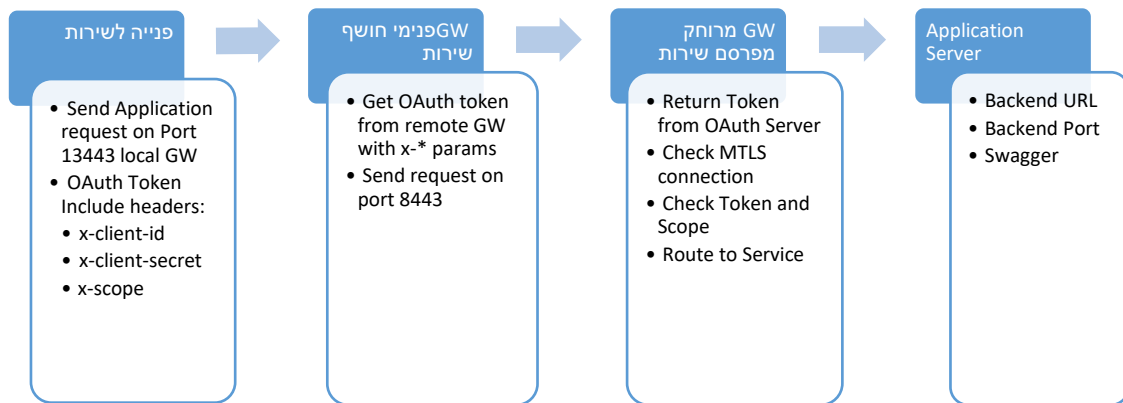 פנייה לשירות
• Send Application
request on Port
13443 local GW
• OAuth Token
Include headers:
• x-client-id
• x-client-secret
• x-scope
GWפנימי חושף
שירות
• Get OAuth token
from remote GW
with x-* params
• Send request on
port 8443
GW מרוחק
מפרסם שירות
• Return Token
from OAuth Server
• Check MTLS
connection
• Check Token and
Scope
• Route to Service
Application
Server
• Backend URL
• Backend Port
• Swagger